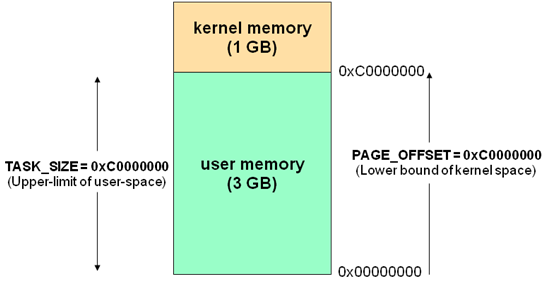 kernel memory
(1 GB)
0xC0000000
TASK_SIZE = 0xC0000000
(Upper-limit of user-space)
user memory
(3 GB)
PAGE_OFFSET = 0xC0000000
(Lower bound of kernel space)
0x00000000